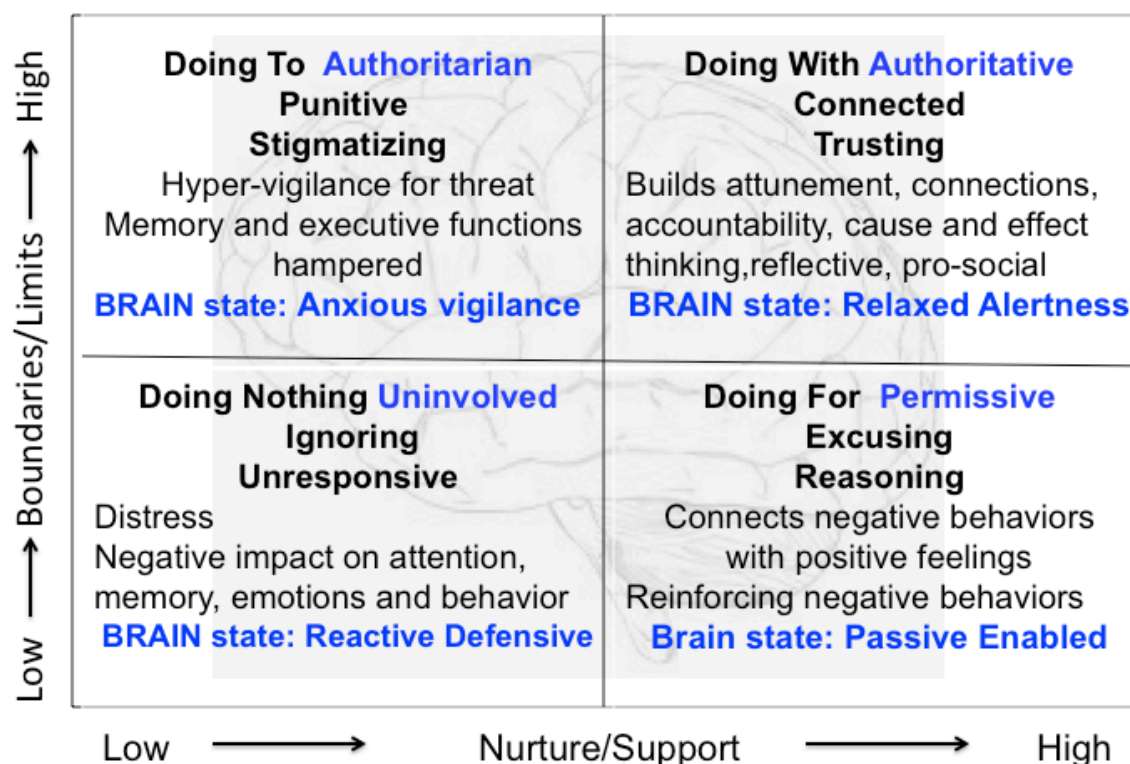 Doing To Authoritarian
Punitive
Stigmatizing
Hyper-vigilance for threat
Memory and executive functions
hampered
BRAIN state: Anxious vigilance
Doing With Authoritative
Connected
Trusting
Builds attunement, connections,
accountability, cause and effect
thinking,reflective, pro-social
BRAIN state: Relaxed Alertness
Doing Nothing Uninvolved
Ignoring
Unresponsive
Distress
Negative impact on attention,
memory, emotions and behavior
BRAIN state: Reactive Defensive
Doing For Permissive
Excusing
Reasoning
Connects negative behaviors
with positive feelings
Reinforcing negative behaviors
Brain state: Passive Enabled
Low Boundaries/Limits High
Low Nurture/Support High